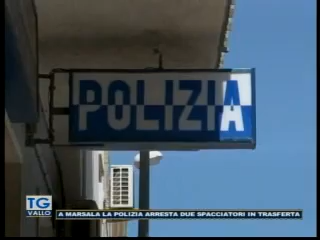 POLIZIA
TG
VALLO
A MARSALA LA POLIZIA ARRESTA DUE SPACCIATORI IN TRASFERTA